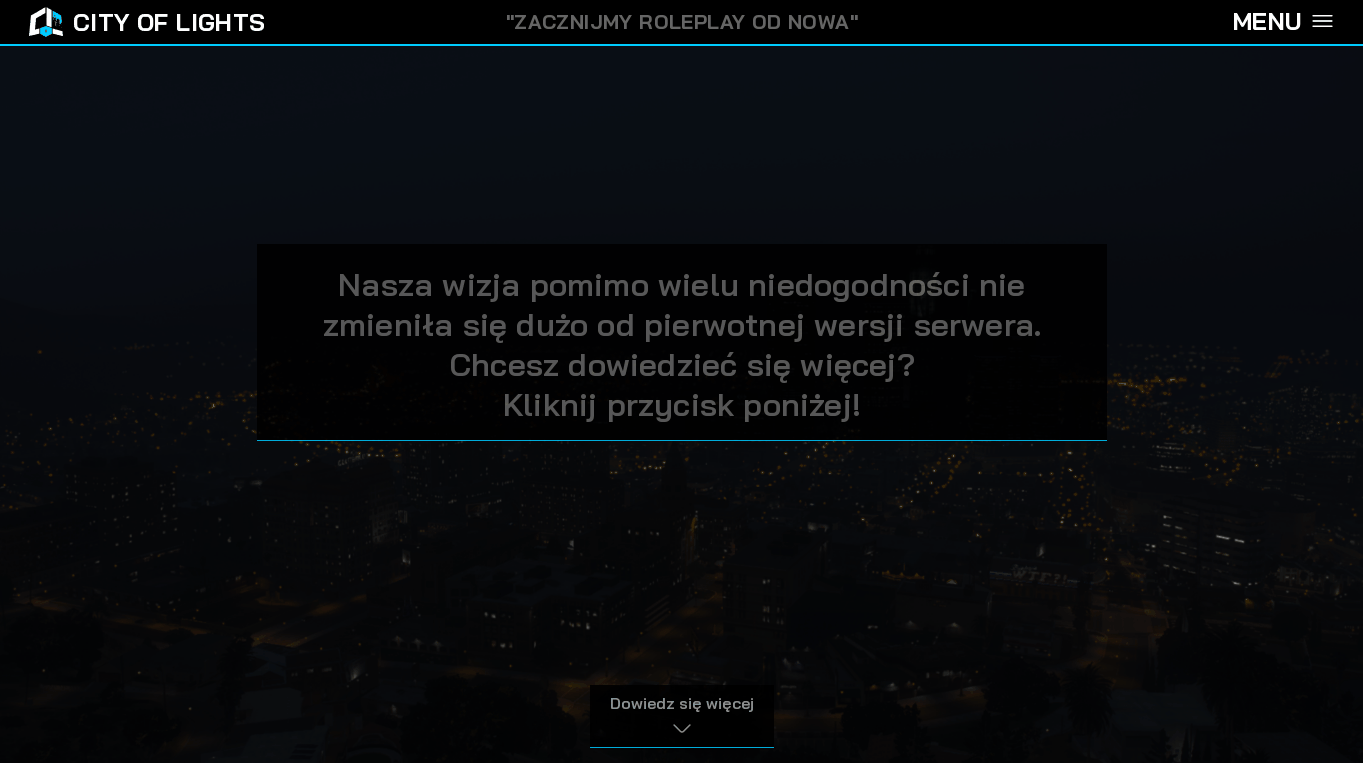 CITY OF LIGHTS
"ZACZNIJMY ROLEPLAY OD NOWA"
MENU
Nasza wizja pomimo wielu niedogodności nie
zmieniła się dużo od pierwotnej wersji serwera.
Chcesz dowiedzieć się więcej?
Kliknij przycisk poniżej!
Dowiedz się więcej